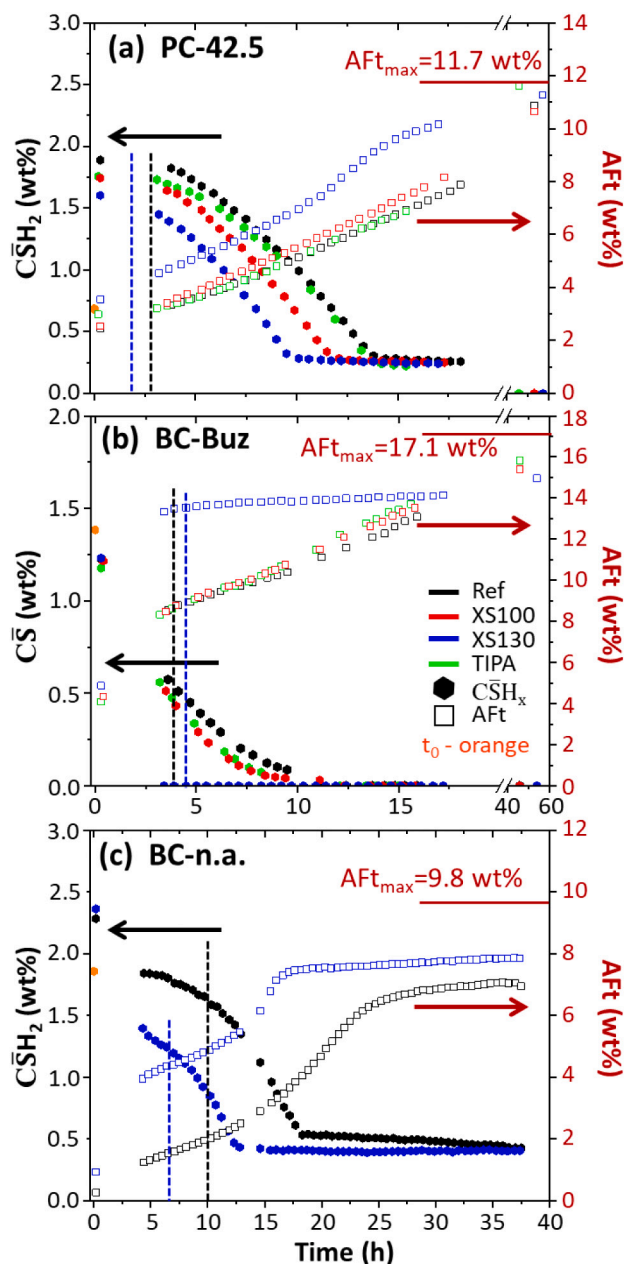 (a) PC-42.5
AFtmax=11.7 wt%
CS̄H₂ (wt%)
3.0
2.5
2.0
1.5
1.0
0.5
0.0
14
12
10
8
6
4
2
0
AFt (wt%)
(b) BC-Buz
AFtmax=17.1 wt%
CS̄ (wt%)
2.0
1.5
1.0
0.5
0.0
18
16
14
12
10
8
6
4
2
0
AFt (wt%)
Ref
XS100
XS130
TIPA
CS̄Hₓ
AFt
t₀ - orange
0 5 10 15 40 60
(c) BC-n.a.
AFtmax=9.8 wt%
CS̄H₂ (wt%)
3.0
2.5
2.0
1.5
1.0
0.5
0.0
12
10
8
6
4
2
0
AFt (wt%)
0 5 10 15 20 25 30 35 40
Time (h)